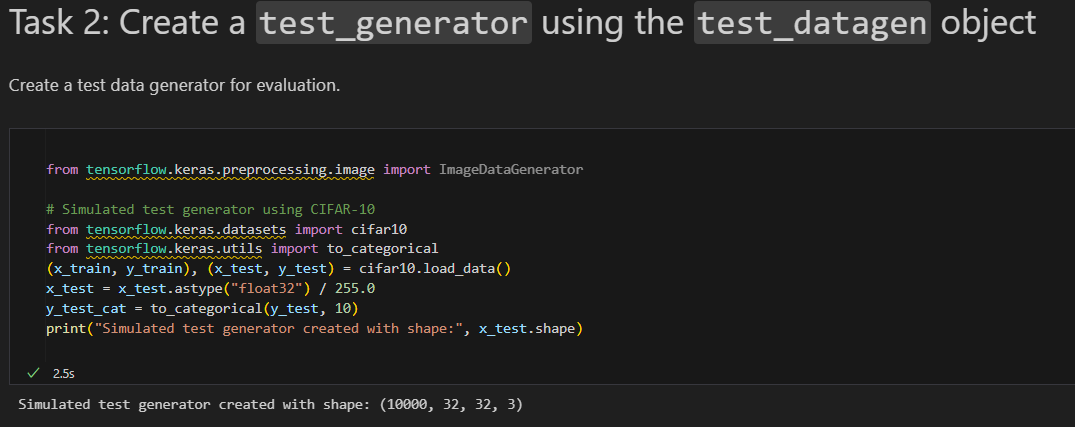 Task 2: Create a test_generator using the test_datagen object
Create a test data generator for evaluation.
from tensorflow.keras.preprocessing.image import ImageDataGenerator
# Simulated test generator using CIFAR-10
from tensorflow.keras.datasets import cifar10
from tensorflow.keras.utils import to_categorical
(x_train, y_train), (x_test, y_test) = cifar10.load_data()
x_test = x_test.astype("float32") / 255.0
y_test_cat = to_categorical(y_test, 10)
print("Simulated test generator created with shape:", x_test.shape)
2.5s
Simulated test generator created with shape: (10000, 32, 32, 3)